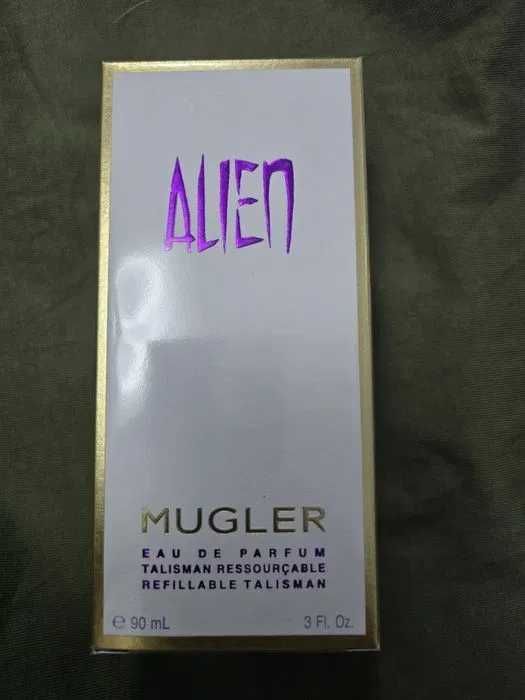 ALIEN
MUGLER
EAU DE PARFUM
TALISMAN RESSOURÇABLE
REFILLABLE TALISMAN
℮ 90 mL 3 Fl. Oz.